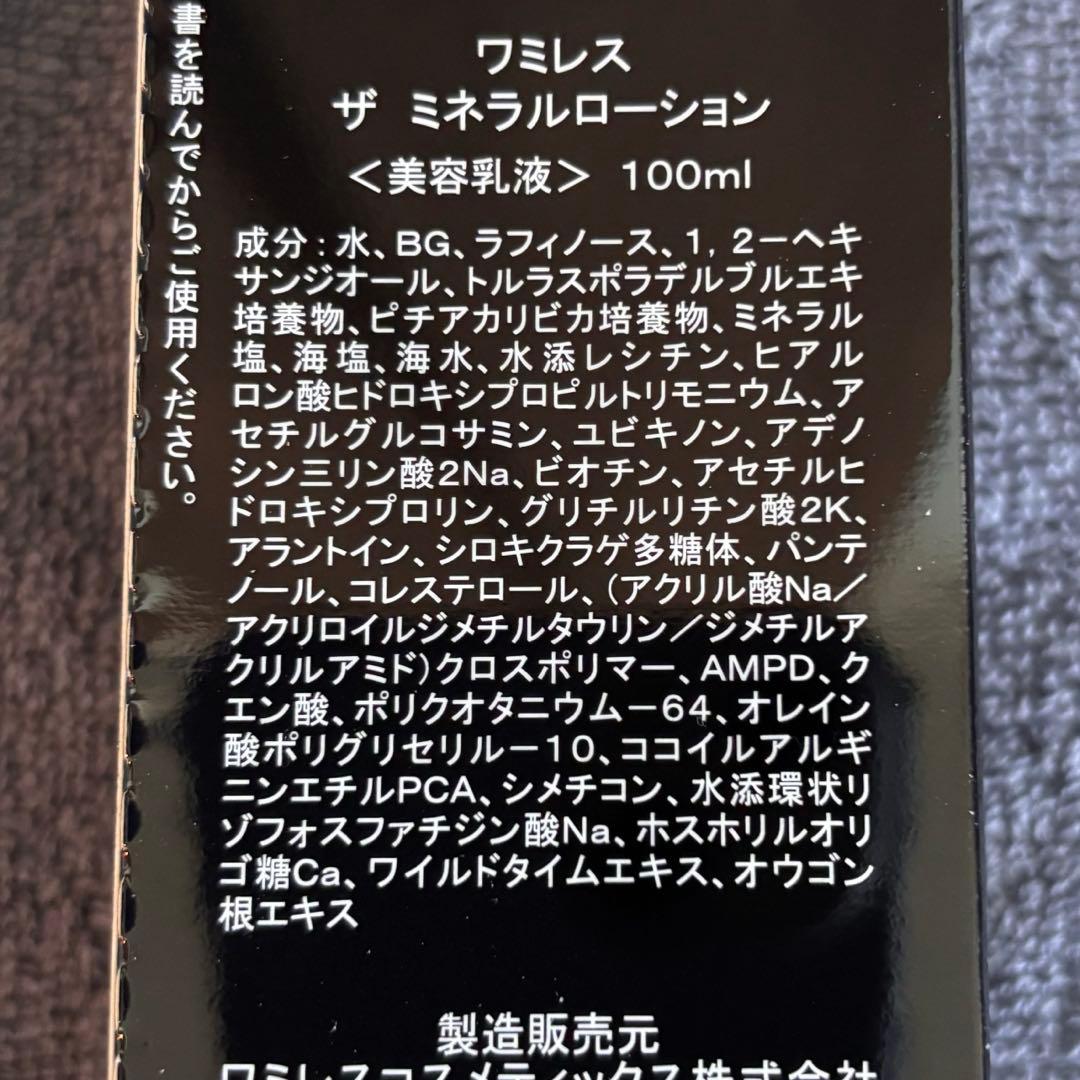 書を読んでからご使用ください。
ワミレス
ザ ミネラルローション
＜美容乳液＞ 100ml
成分：水、BG、ラフィノース、1，2－ヘキ
サンジオール、トルラスポラデルブルエキ
培養物、ピチアカリビカ培養物、ミネラル
塩、海塩、海水、水添レシチン、ヒアル
ロン酸ヒドロキシプロピルトリモニウム、ア
セチルグルコサミン、ユビキノン、アデノ
シン三リン酸2Na、ビオチン、アセチルヒ
ドロキシプロリン、グリチルリチン酸2K、
アラントイン、シロキクラゲ多糖体、パンテ
ノール、コレステロール、（アクリル酸Na／
アクリロイルジメチルタウリン／ジメチルア
クリルアミド）クロスポリマー、AMPD、ク
エン酸、ポリクオタニウム－64、オレイン
酸ポリグリセリル－10、ココイルアルギ
ニンエチルPCA、シメチコン、水添環状リ
ゾフォスファチジン酸Na、ホスホリルオリ
ゴ糖Ca、ワイルドタイムエキス、オウゴン
根エキス
製造販売元
ワミレスコスメティックス株式会社